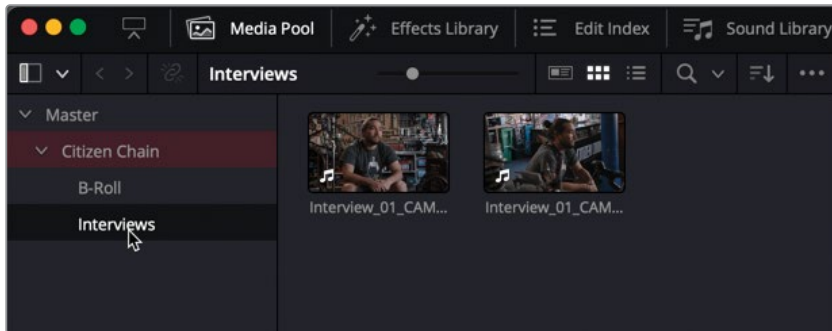 Media Pool Effects Library Edit Index Sound Library
Interviews
Master
Citizen Chain
B-Roll
Interviews
Interview_01_CAM... Interview_01_CAM...